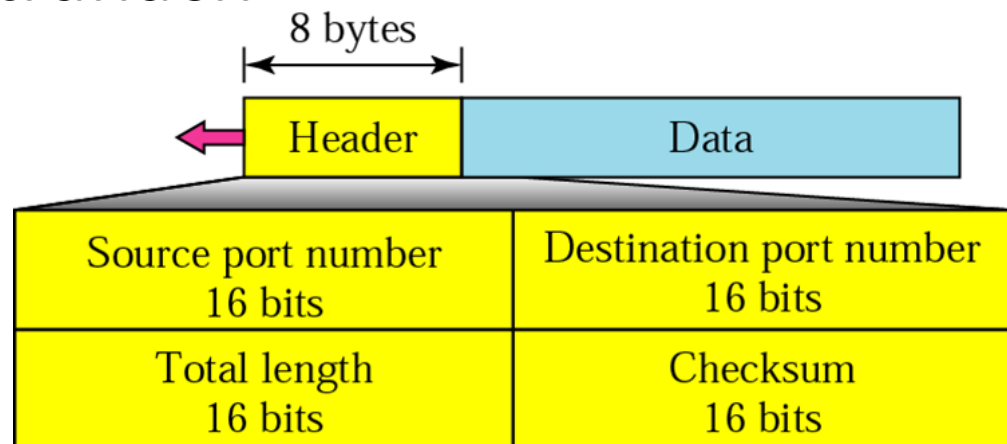 8 bytes
Header Data
Source port number Destination port number
16 bits 16 bits
Total length Checksum
16 bits 16 bits